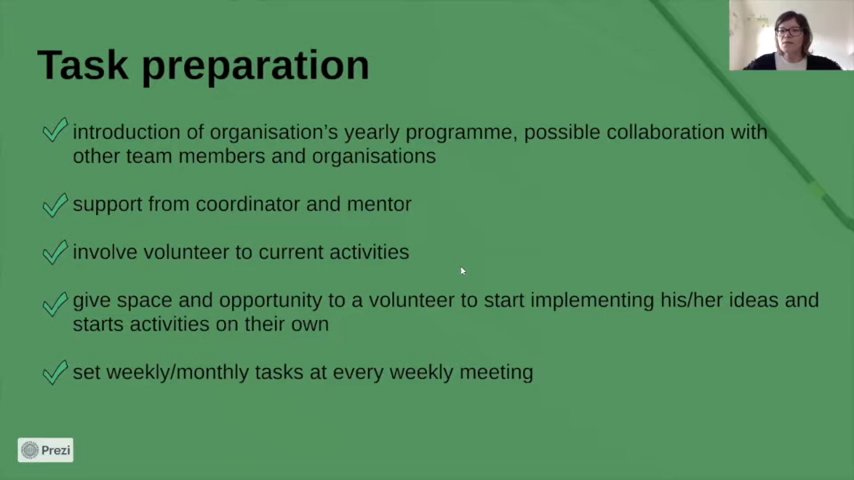 Task preparation
introduction of organisation's yearly programme, possible collaboration with
other team members and organisations
support from coordinator and mentor
involve volunteer to current activities
give space and opportunity to a volunteer to start implementing his/her ideas and
starts activities on their own
set weekly/monthly tasks at every weekly meeting
Prezi